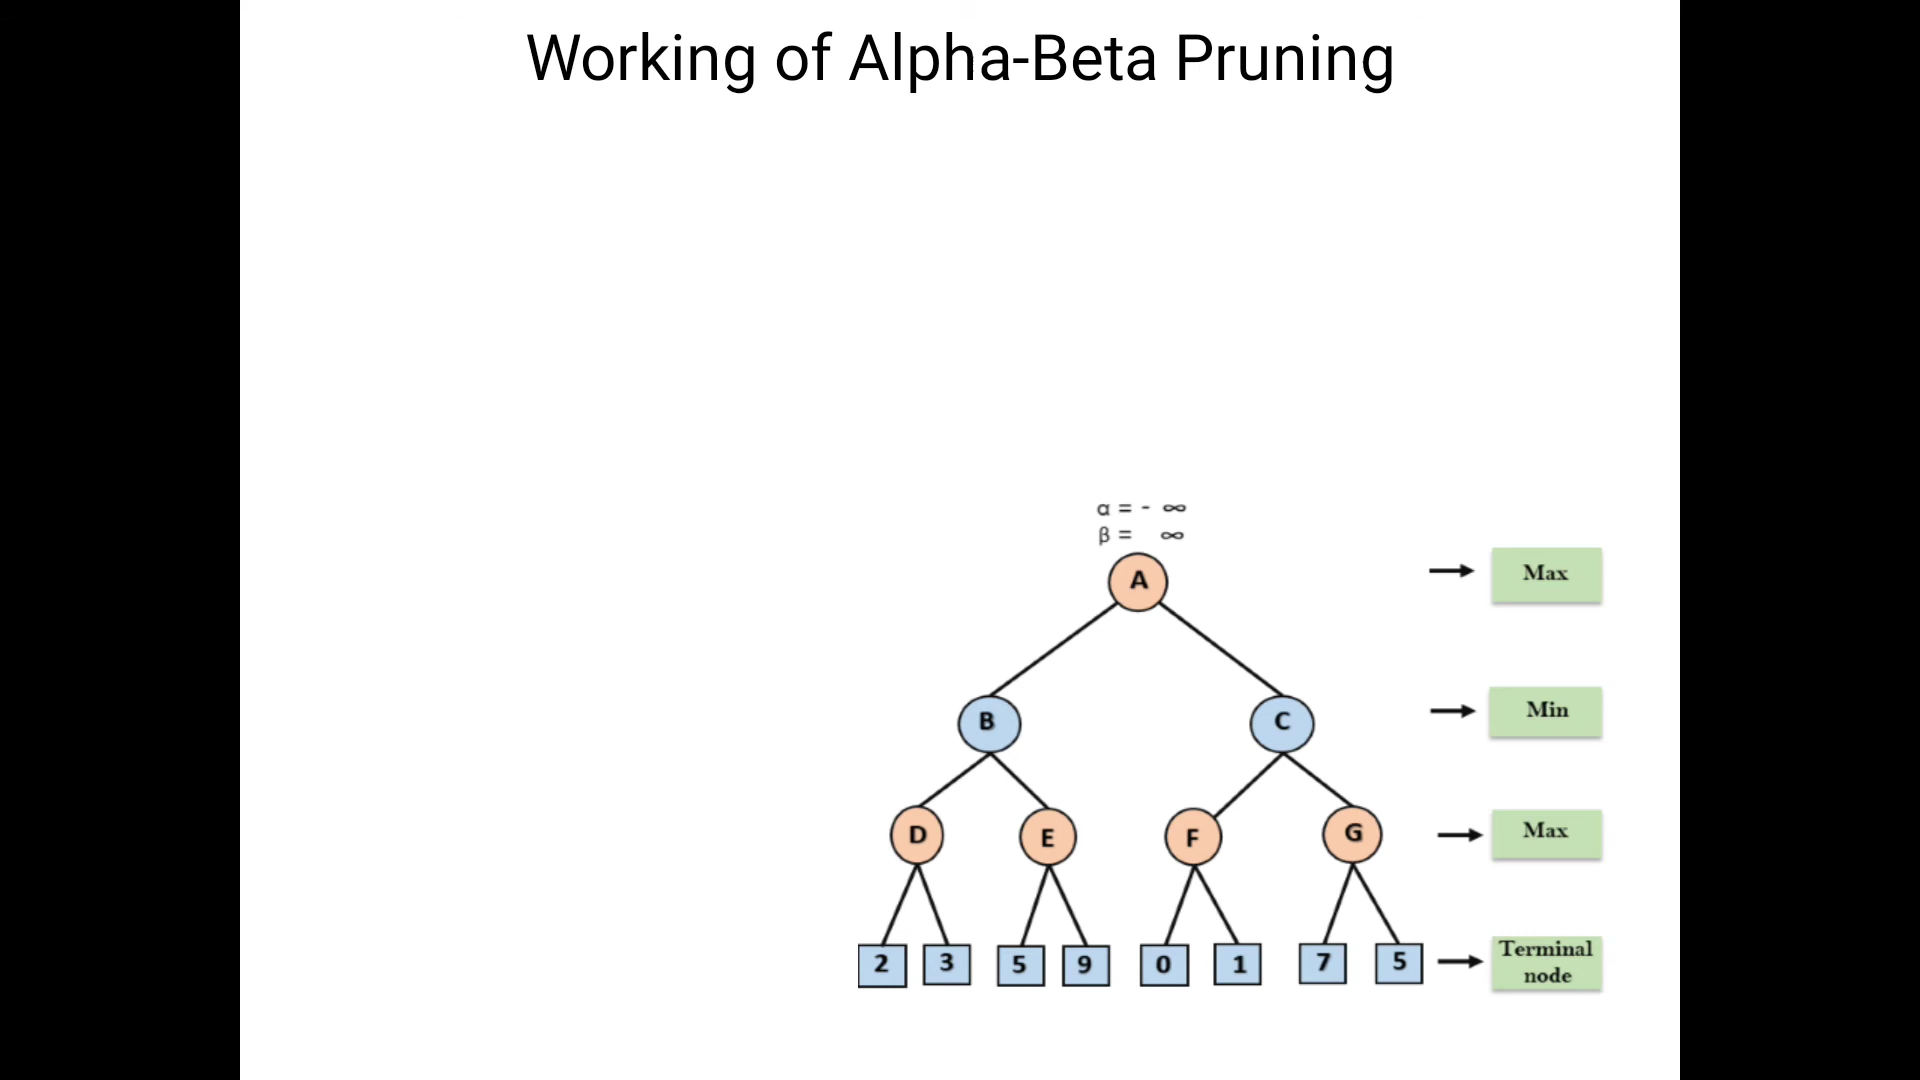 Working of Alpha-Beta Pruning
α = - ∞
β = ∞
A
Max
B
C
Min
D
E
F
G
Max
2
3
5
9
0
1
7
5
Terminal
node